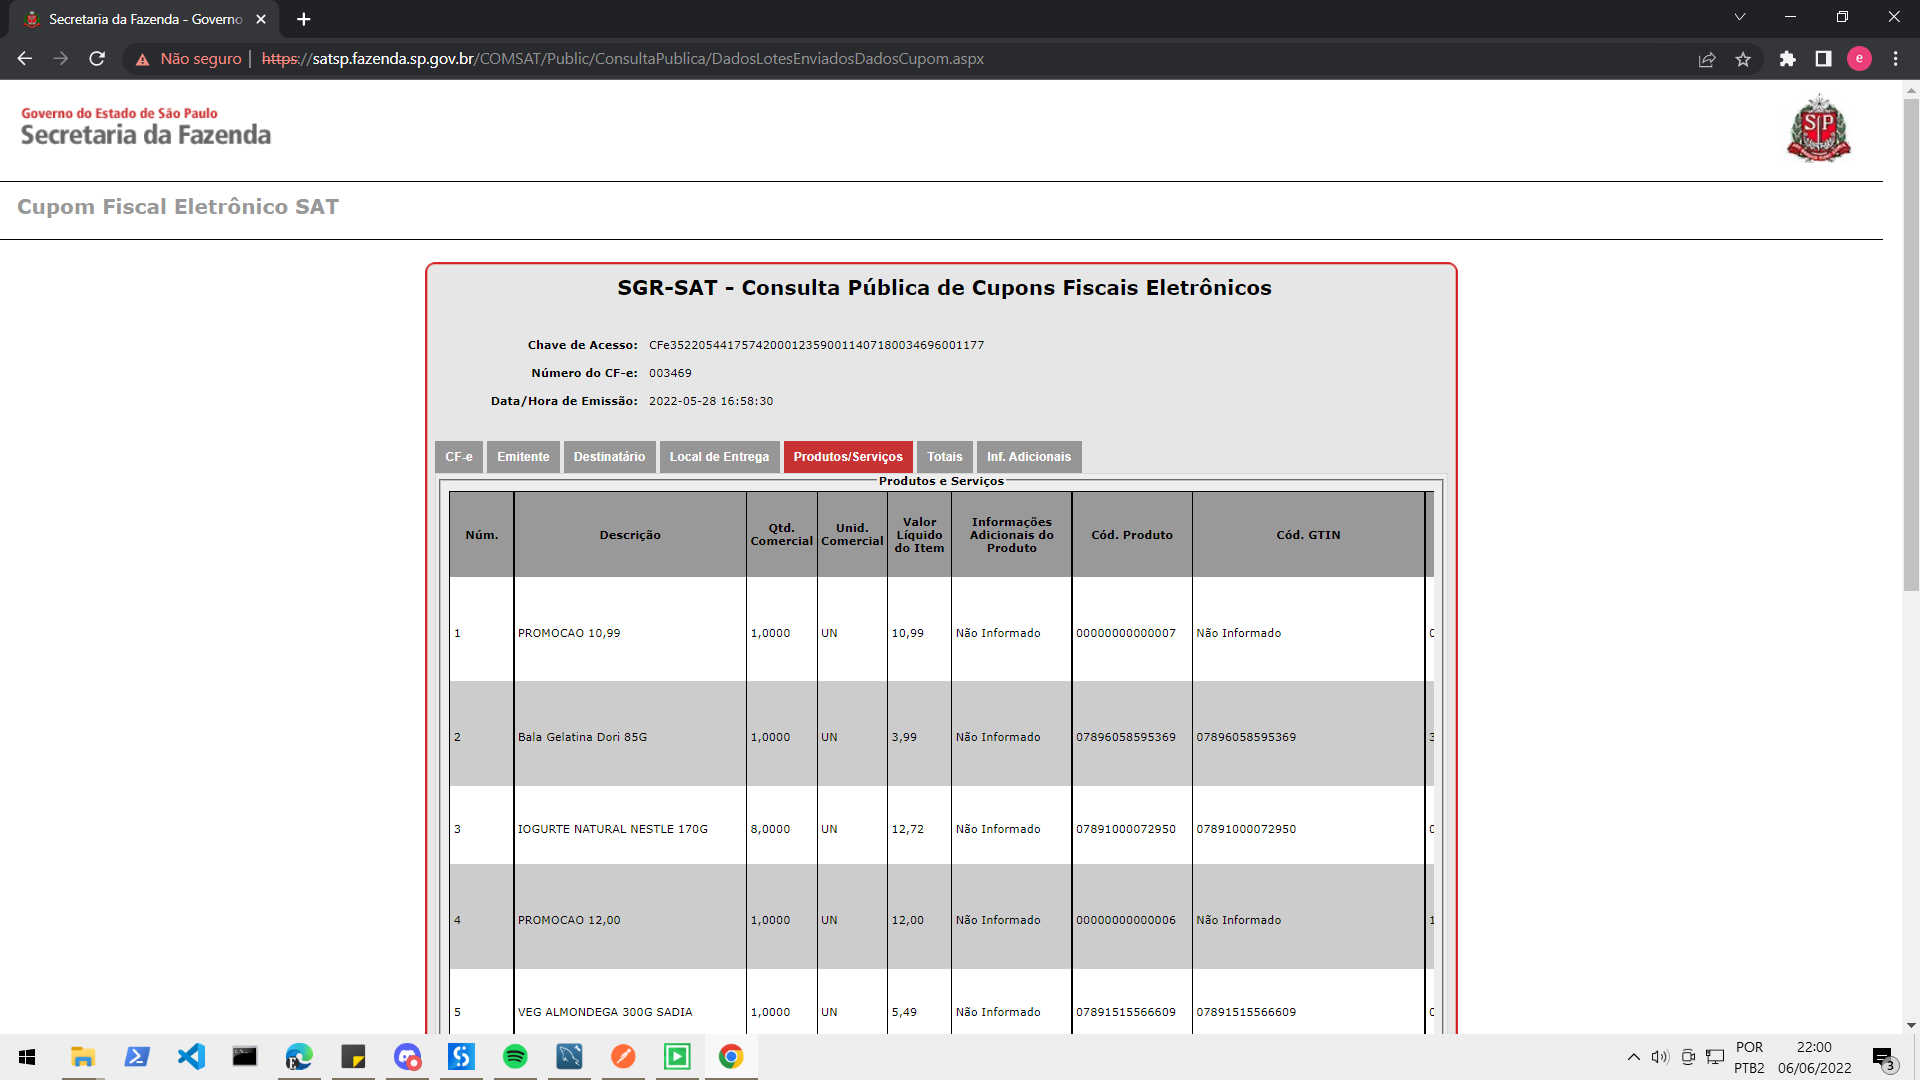 Secretaria da Fazenda - Governo
Não seguro
https://satsp.fazenda.sp.gov.br/COMSAT/Public/ConsultaPublica/DadosLotesEnviadosDadosCupom.aspx
e
Governo do Estado de São Paulo
Secretaria da Fazenda
SP
Cupom Fiscal Eletrônico SAT
SGR-SAT - Consulta Pública de Cupons Fiscais Eletrônicos
Chave de Acesso: CFe35220544175742000123590011407180034696001177
Número do CF-e: 003469
Data/Hora de Emissão: 2022-05-28 16:58:30
CF-e Emitente Destinatário Local de Entrega Produtos/Serviços Totais Inf. Adicionais
Produtos e Serviços
Núm. Descrição Qtd. Comercial Unid. Comercial Valor Líquido do Item Informações Adicionais do Produto Cód. Produto Cód. GTIN
1 PROMOCAO 10,99 1,0000 UN 10,99 Não Informado 00000000000007 Não Informado
2 Bala Gelatina Dori 85G 1,0000 UN 3,99 Não Informado 07896058595369 07896058595369
3 IOGURTE NATURAL NESTLE 170G 8,0000 UN 12,72 Não Informado 07891000072950 07891000072950
4 PROMOCAO 12,00 1,0000 UN 12,00 Não Informado 00000000000006 Não Informado
5 VEG ALMONDEGA 300G SADIA 1,0000 UN 5,49 Não Informado 07891515566609 07891515566609
POR
PTB2
22:00
06/06/2022
3